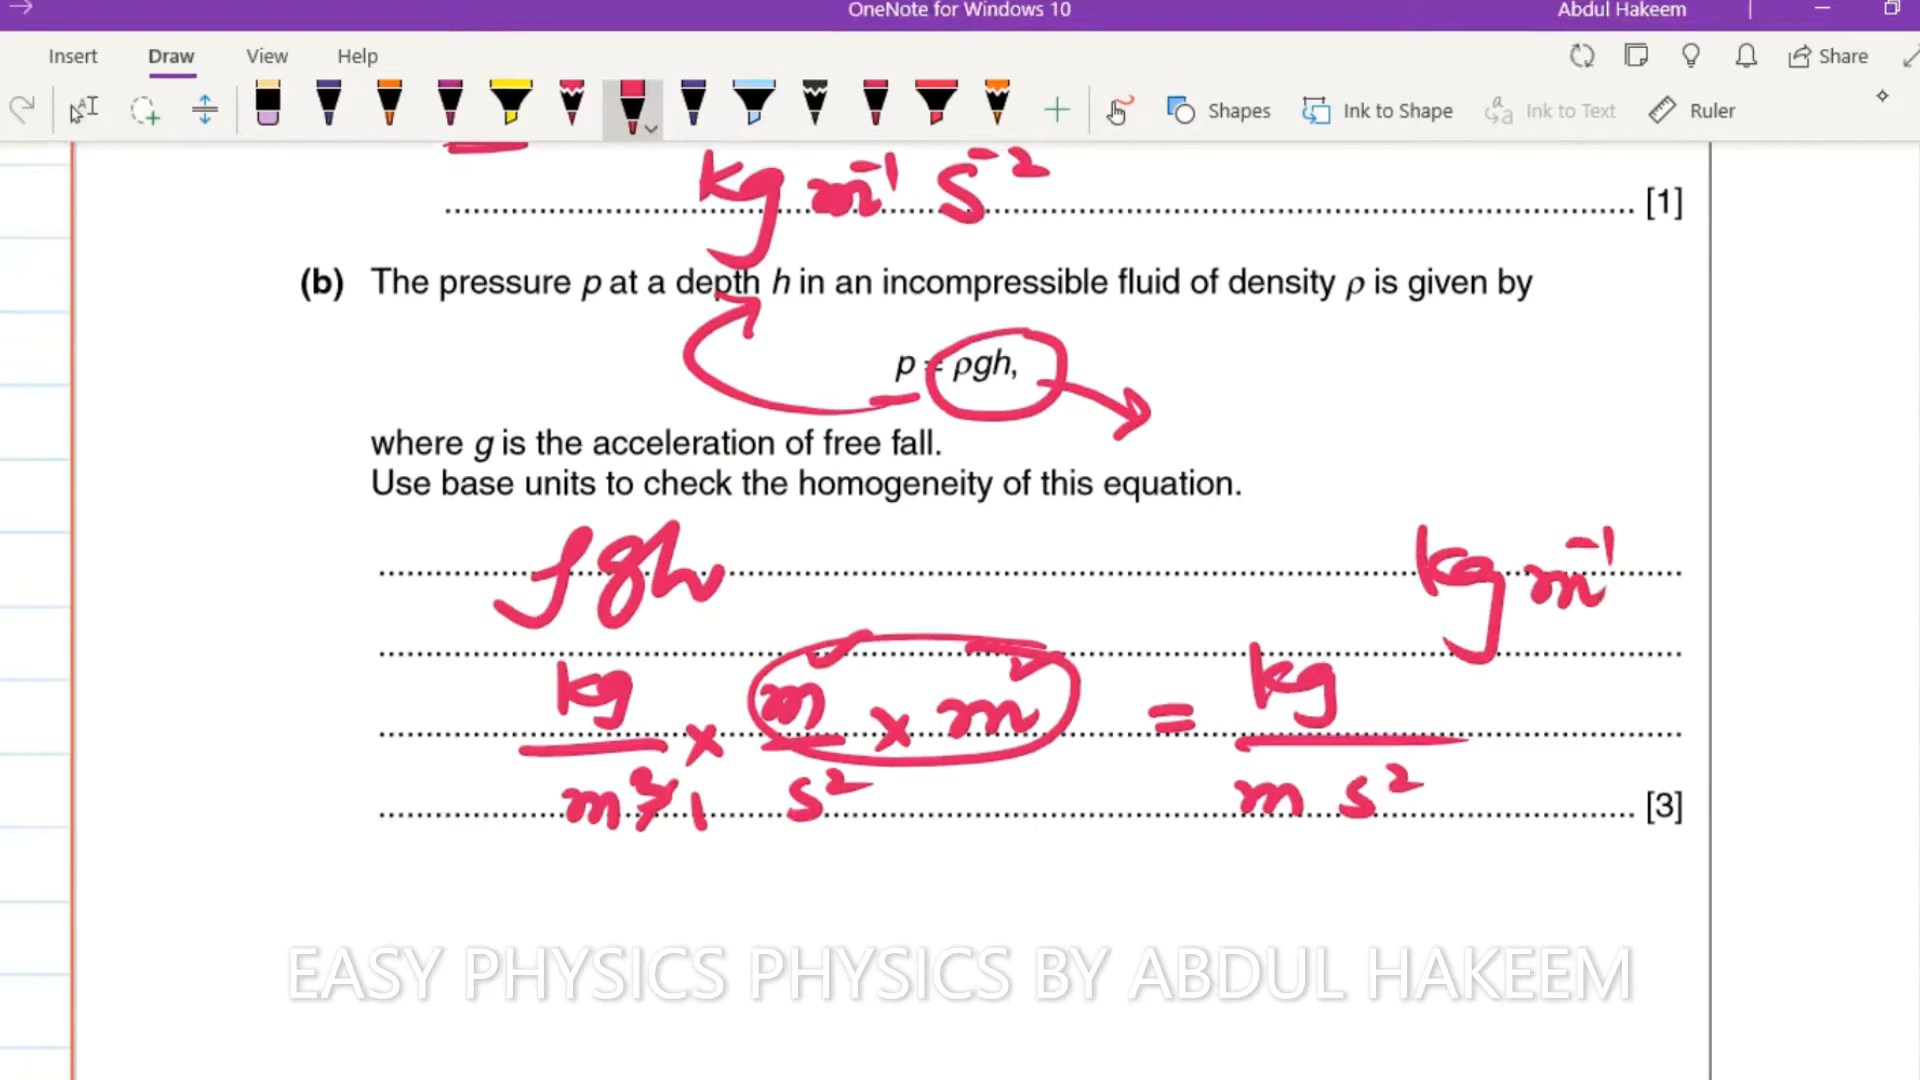 OneNote for Windows 10
Abdul Hakeem
Insert Draw View Help
Share
Shapes Ink to Shape Ink to Text Ruler
kg m⁻¹ s⁻²
[1]
(b) The pressure p at a depth h in an incompressible fluid of density ρ is given by
p = ρgh,
where g is the acceleration of free fall.
Use base units to check the homogeneity of this equation.
ρgh
kg m⁻¹
kg m × m = kg
× 
m³ 1 s² m s²
[3]
EASY PHYSICS PHYSICS BY ABDUL HAKEEM